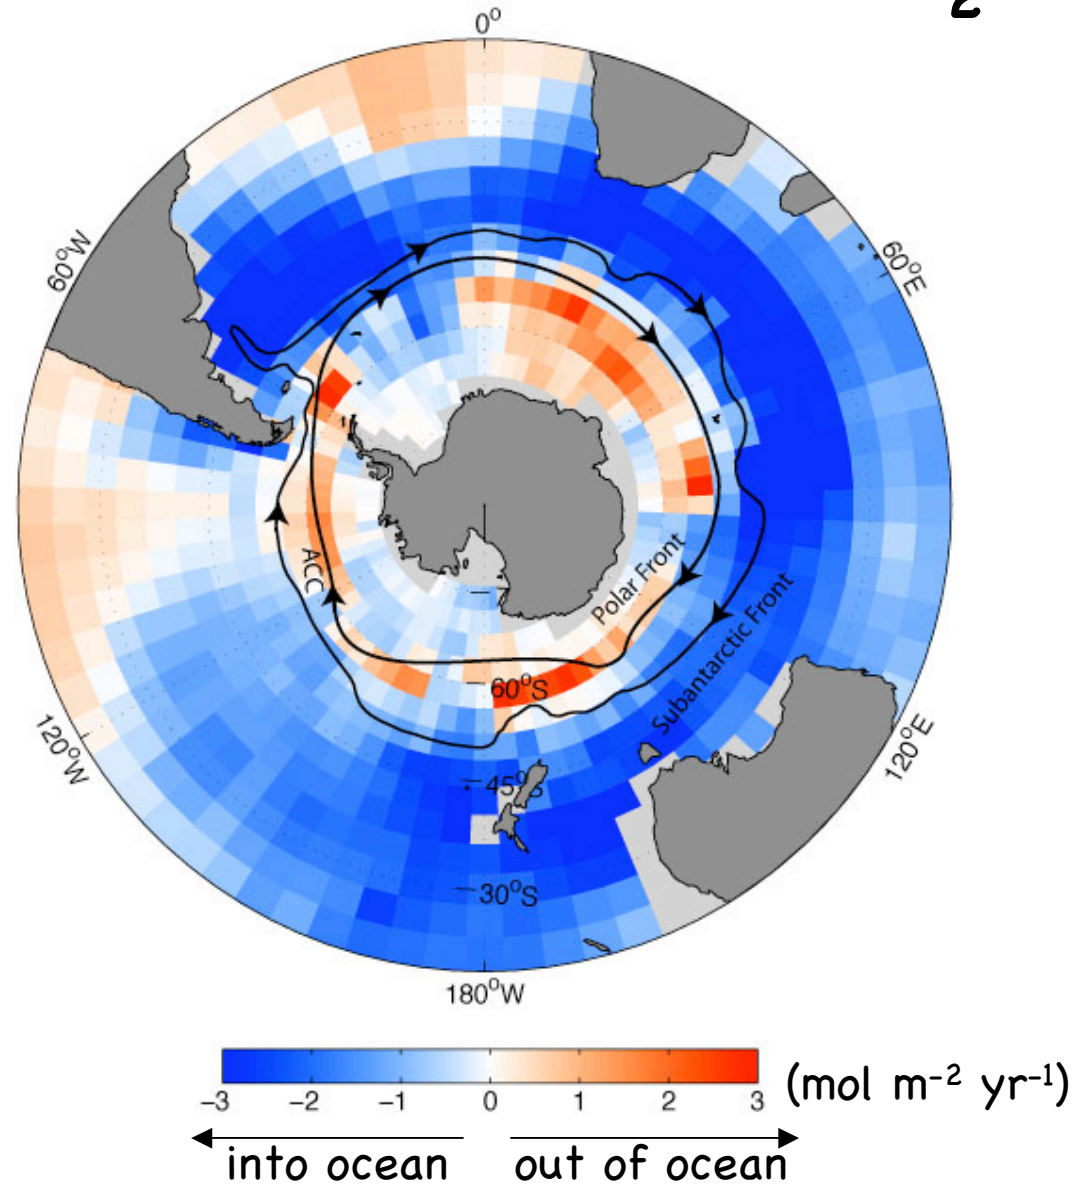 2
0°
60°W
60°E
ACC
Polar Front
Subantarctic Front
60°S
45°S
30°S
120°W
120°E
180°W
−3 −2 −1 0 1 2 3 (mol m⁻² yr⁻¹)
into ocean out of ocean